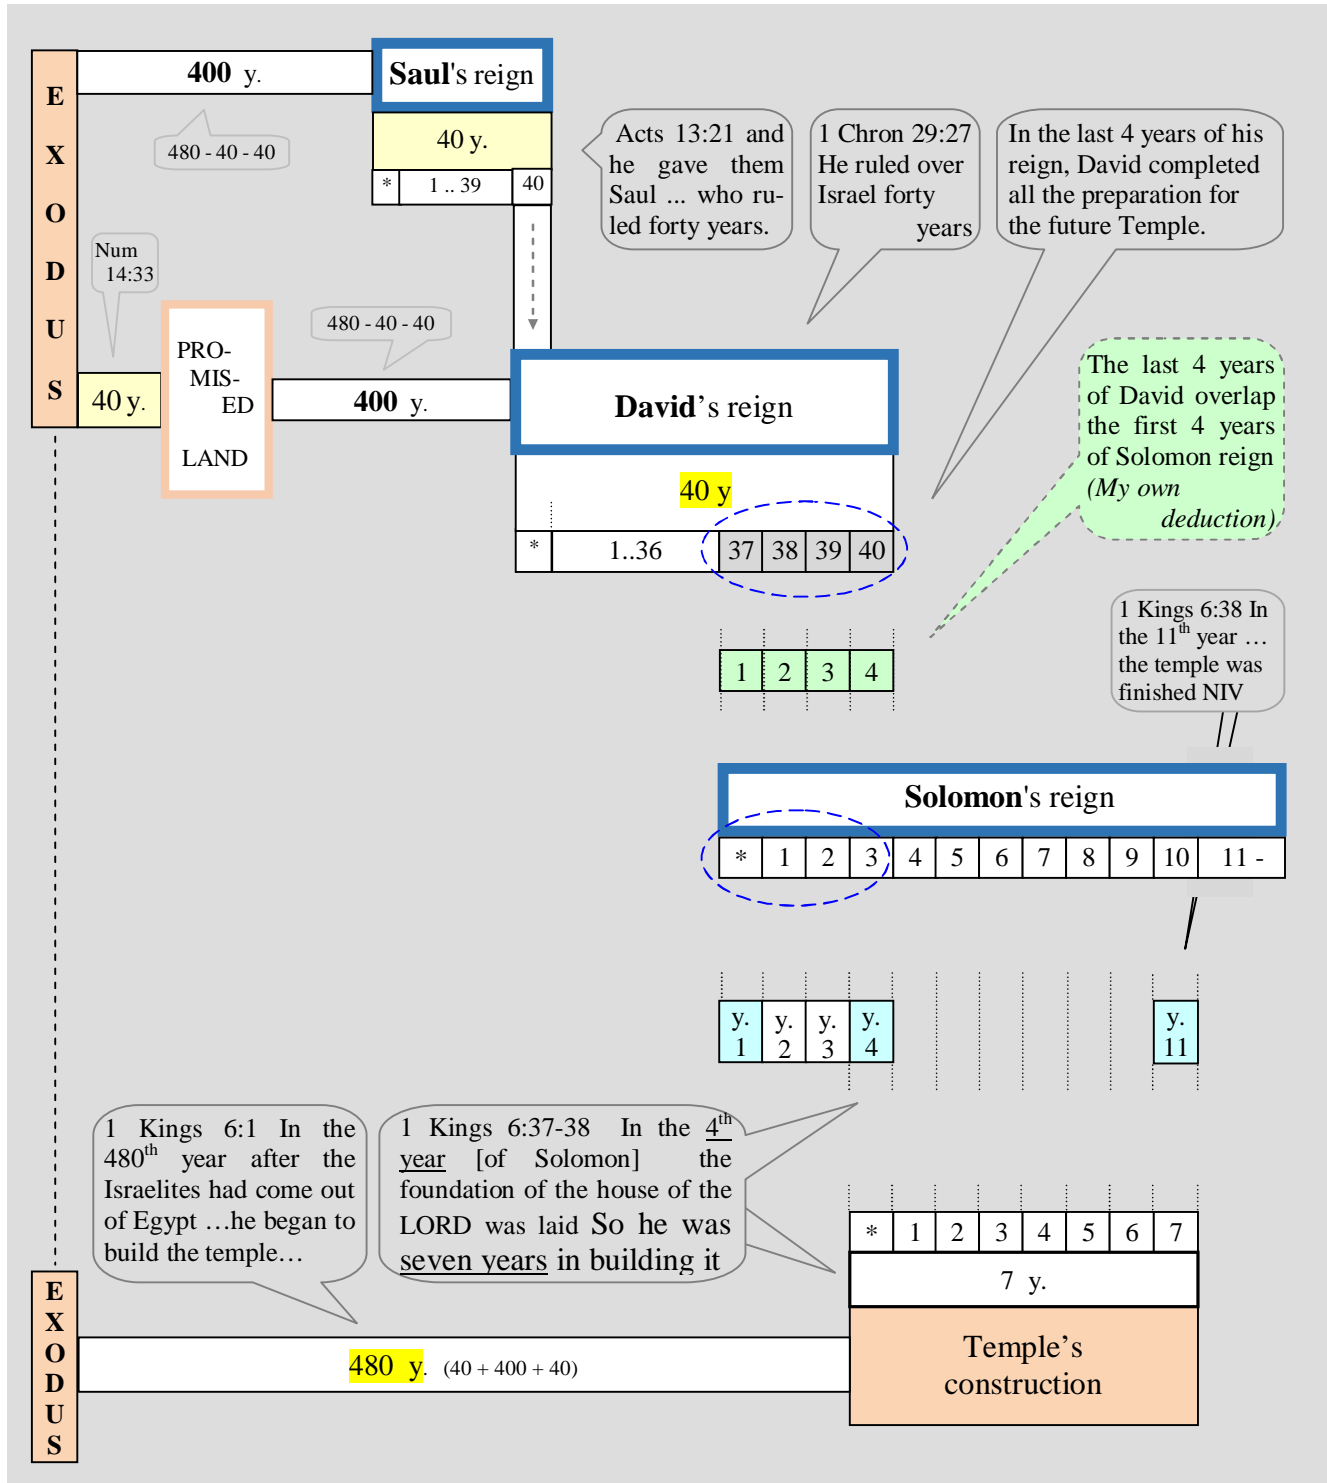 E
X
O
D
U
S
400 y.
Saul's reign
480 - 40 - 40
40 y.
* 1 .. 39 40
Acts 13:21 and
he gave them
Saul ... who ru-
led forty years.
1 Chron 29:27
He ruled over
Israel forty
years
In the last 4 years of his
reign, David completed
all the preparation for
the future Temple.
Num
14:33
40 y.
PRO-
MIS-
ED
LAND
480 - 40 - 40
400 y.
David's reign
40 y
* 1..36 37 38 39 40
The last 4 years
of David overlap
the first 4 years
of Solomon reign
(My own
deduction)
1 2 3 4
1 Kings 6:38 In
the 11th year …
the temple was
finished NIV
Solomon's reign
* 1 2 3 4 5 6 7 8 9 10 11 -
y. y. y. y. y.
1 2 3 4 11
1 Kings 6:1 In the
480th year after the
Israelites had come out
of Egypt …he began to
build the temple…
1 Kings 6:37-38 In the 4th
year [of Solomon] the
foundation of the house of the
LORD was laid So he was
seven years in building it
* 1 2 3 4 5 6 7
7 y.
Temple's
construction
E
X
O
D
U
S
480 y. (40 + 400 + 40)